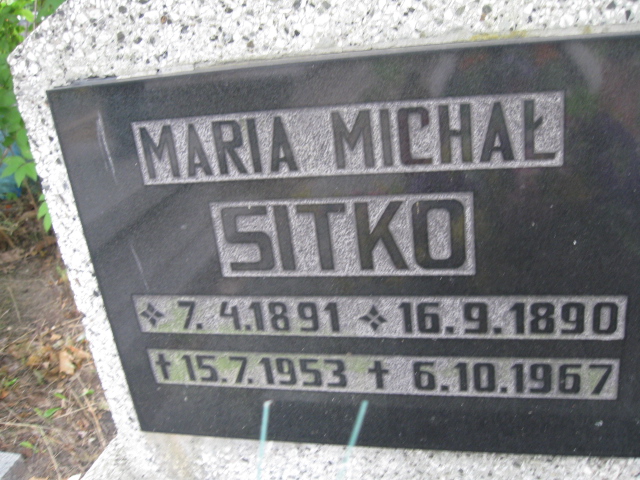 MARIA MICHAŁ
SITKO
✥ 7. 4.1891 ✥ 16.9.1890
† 15.7.1953 † 6.10.1967